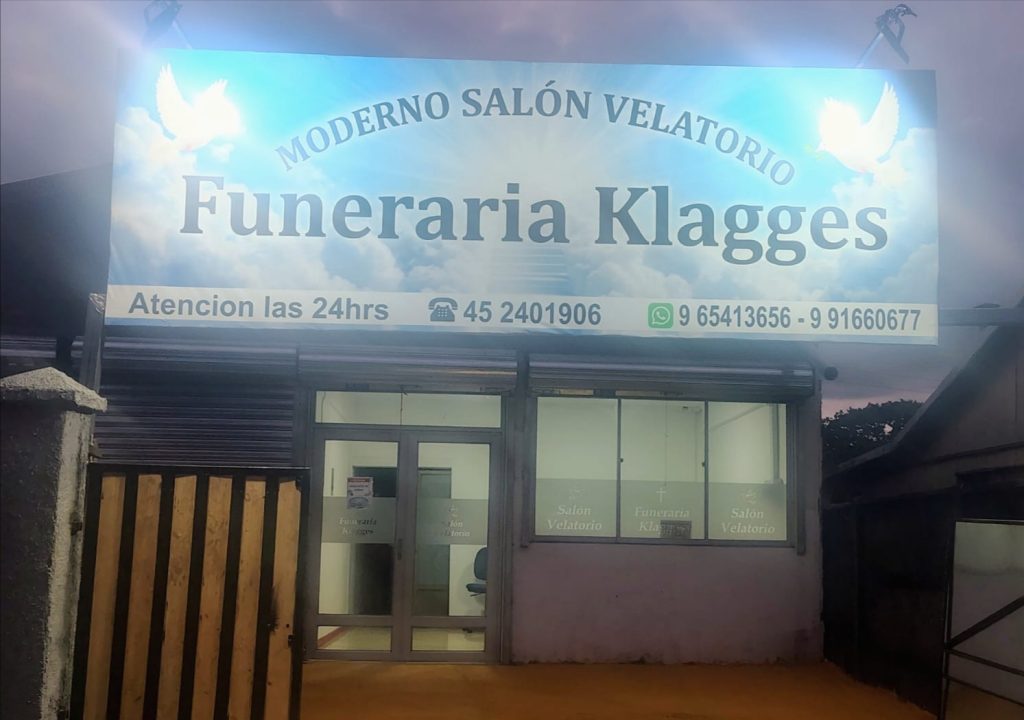 MODERNO SALÓN VELATORIO
Funeraria Klagges
Atencion las 24hrs 45 2401906 9 65413656 - 9 91660677
Funeraria
Klagges
Salón
Velatorio
Salón
Velatorio
Funeraria
Salón
Velatorio